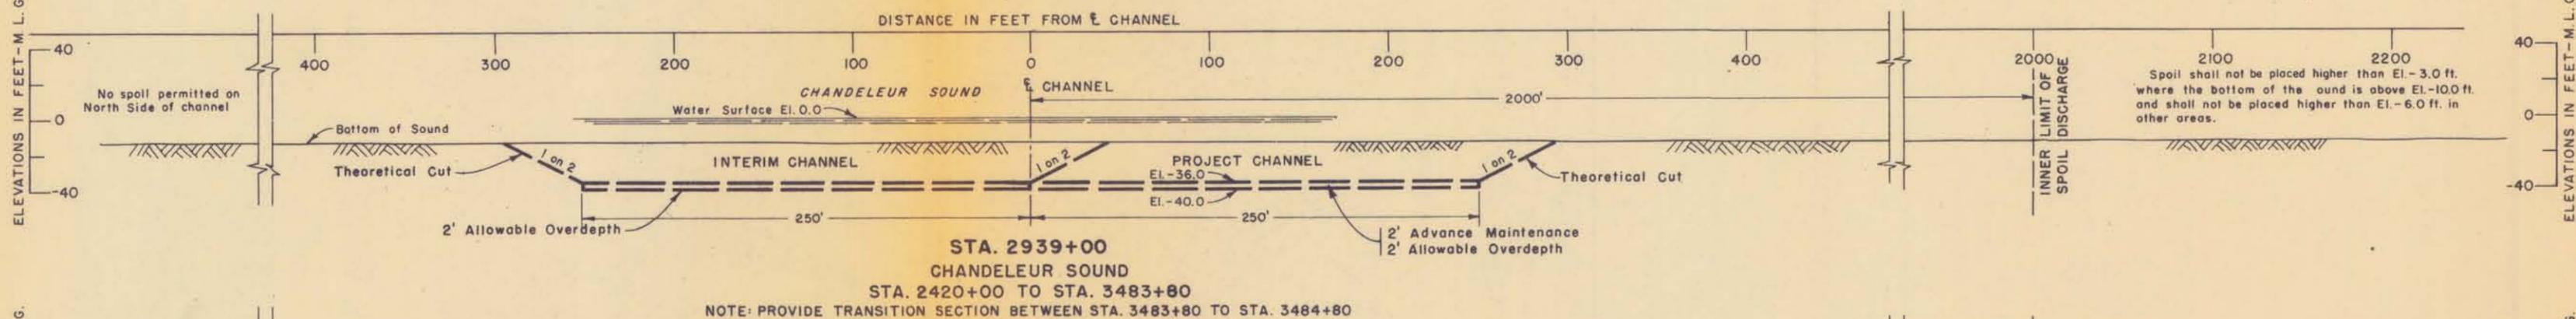 DISTANCE IN FEET FROM ℄ CHANNEL
ELEVATIONS IN FEET-M.L.G.
40
0
-40
400
300
200
100
0
100
200
300
400
2000
2100
2200
40
0
-40
ELEVATIONS IN FEET-M.L.G.
No spoil permitted on
North Side of channel
Bottom of Sound
Theoretical Cut
1 on 2
CHANDELEUR SOUND
Water Surface El. 0.0
℄ CHANNEL
2000'
INTERIM CHANNEL
1 on 2
PROJECT CHANNEL
El.-36.0
El.-40.0
1 on 2
Theoretical Cut
INNER LIMIT OF
SPOIL DISCHARGE
Spoil shall not be placed higher than El.-3.0 ft.
where the bottom of the ound is above El.-10.0 ft.
and shall not be placed higher than El.-6.0 ft. in
other areas.
250'
250'
2' Allowable Overdepth
2' Advance Maintenance
2' Allowable Overdepth
STA. 2939+00
CHANDELEUR SOUND
STA. 2420+00 TO STA. 3483+80
NOTE: PROVIDE TRANSITION SECTION BETWEEN STA. 3483+80 TO STA. 3484+80
G.